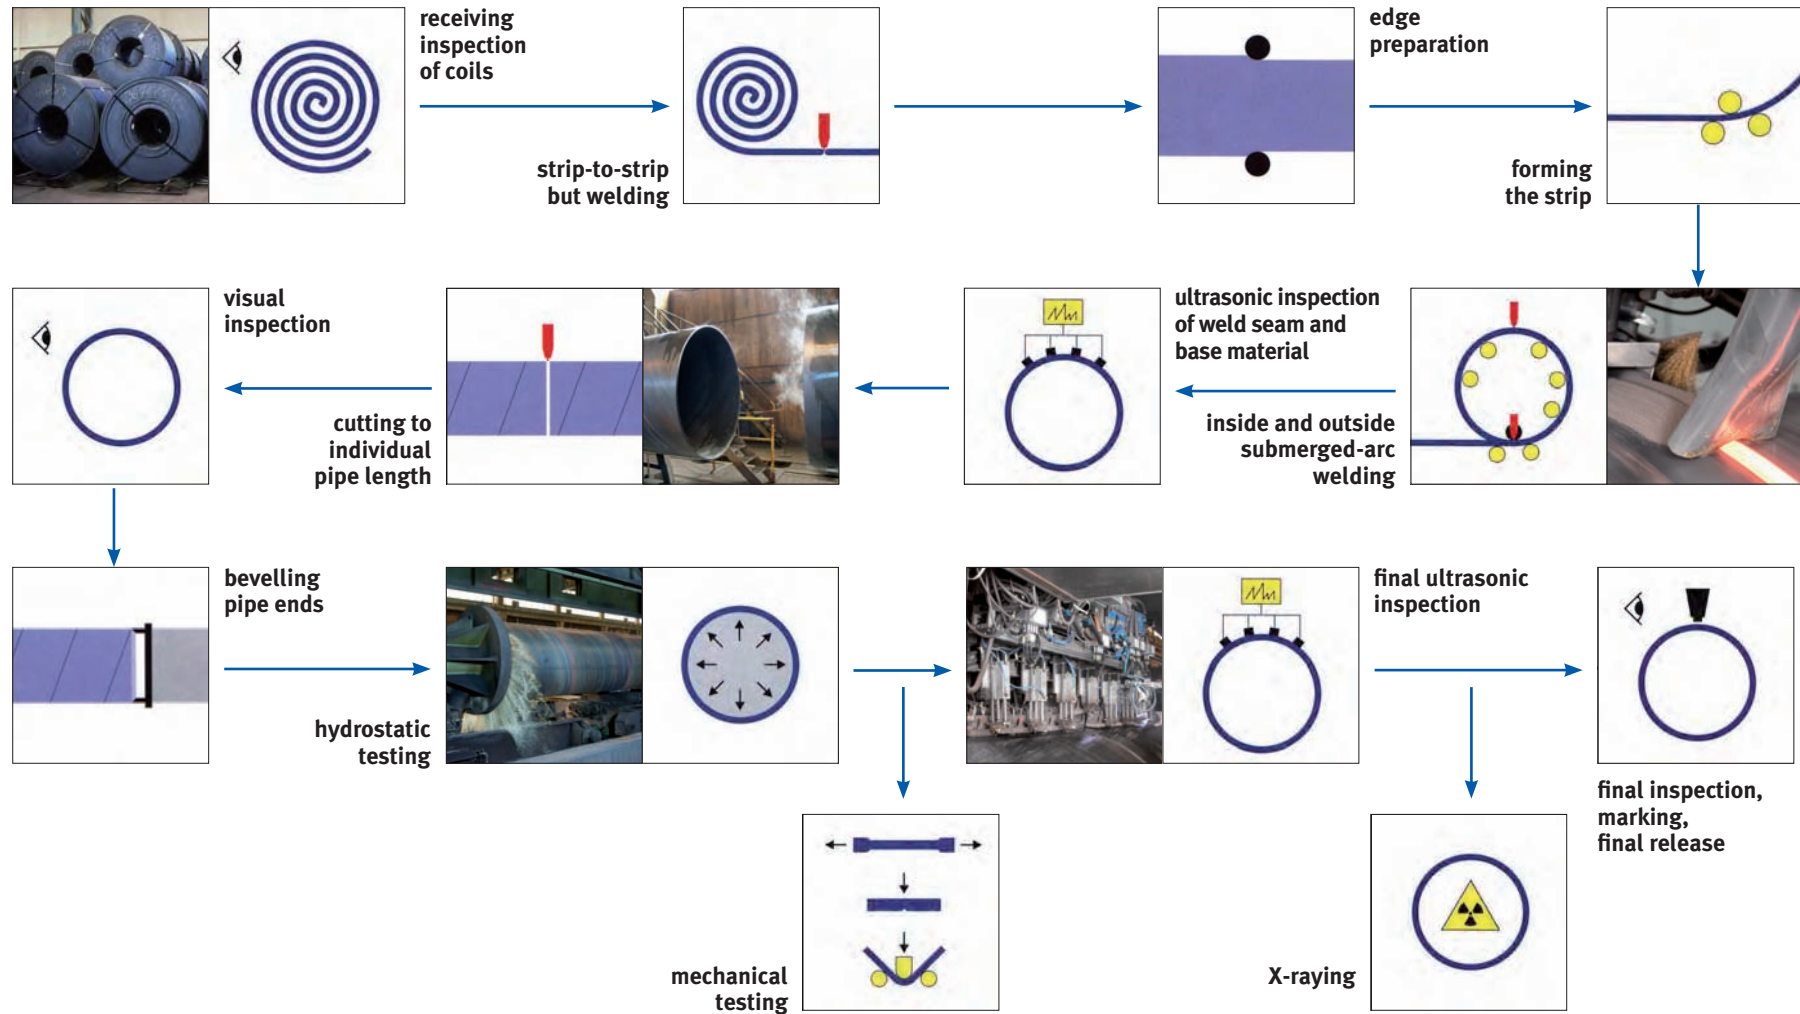 receiving
inspection
of coils
strip-to-strip
but welding
edge
preparation
forming
the strip
visual
inspection
cutting to
individual
pipe length
ultrasonic inspection
of weld seam and
base material
inside and outside
submerged-arc
welding
bevelling
pipe ends
hydrostatic
testing
final ultrasonic
inspection
final inspection,
marking,
final release
mechanical
testing
X-raying